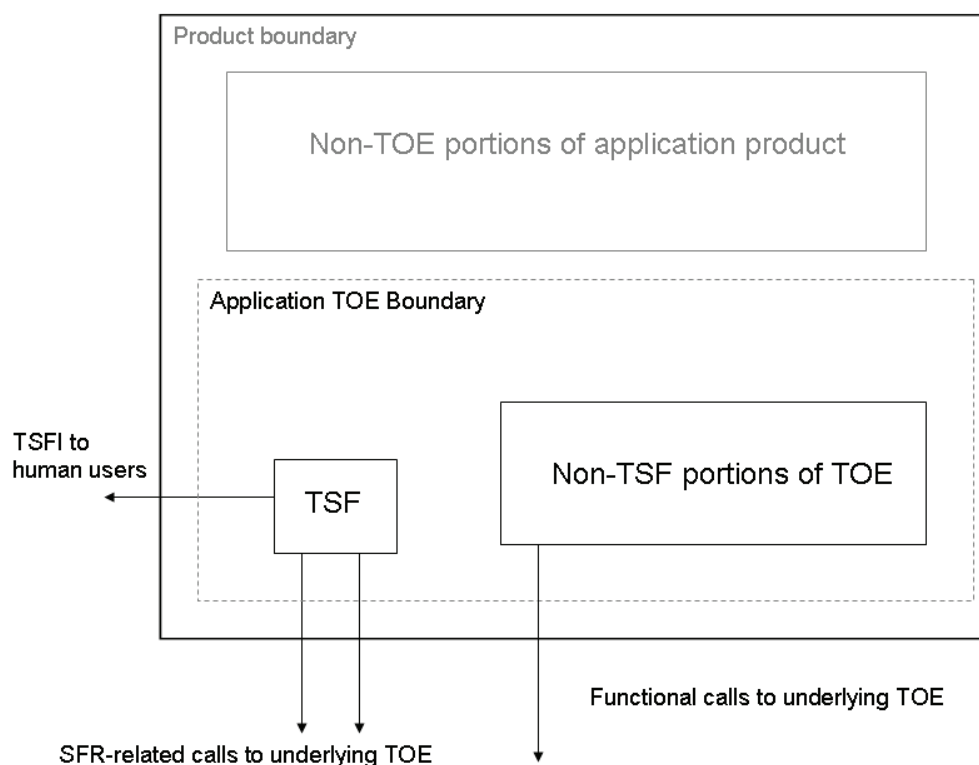 Product boundary
Non-TOE portions of application product
Application TOE Boundary
TSFI to
human users
TSF
Non-TSF portions of TOE
Functional calls to underlying TOE
SFR-related calls to underlying TOE